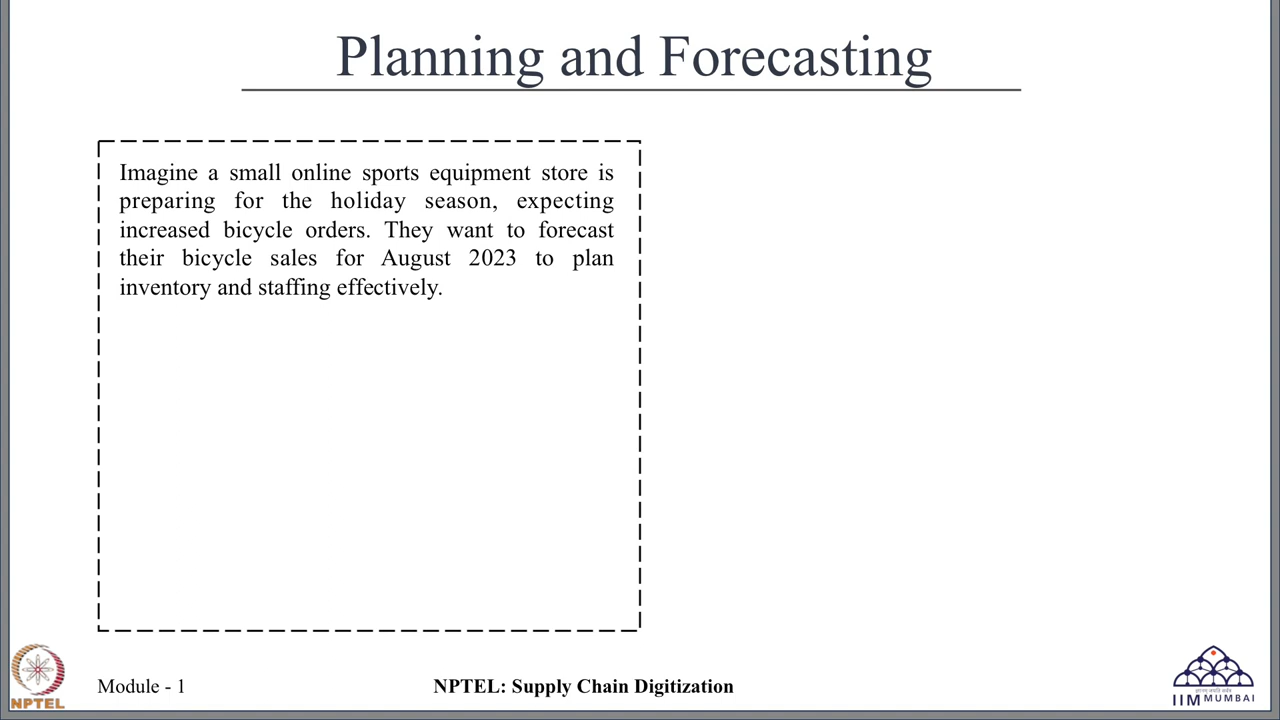 Planning and Forecasting
Imagine a small online sports equipment store is
preparing for the holiday season, expecting
increased bicycle orders. They want to forecast
their bicycle sales for August 2023 to plan
inventory and staffing effectively.
NPTEL
Module - 1
NPTEL: Supply Chain Digitization
IIM MUMBAI